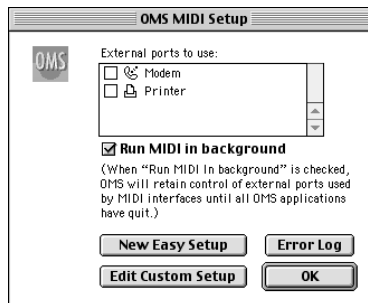 OMS MIDI Setup
OMS
External ports to use:
Modem
Printer
Run MIDI in background
(When “Run MIDI In background” is checked,
OMS will retain control of external ports used
by MIDI interfaces until all OMS applications
have quit.)
New Easy Setup
Error Log
Edit Custom Setup
OK